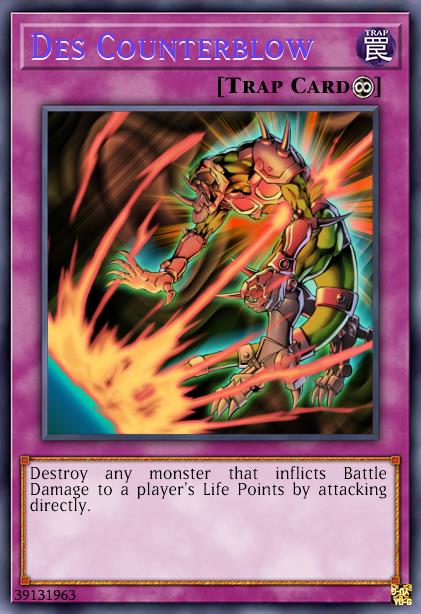 Des Counterblow
TRAP
罠
[Trap Card]
Destroy any monster that inflicts Battle
Damage to a player's Life Points by attacking
directly.
39131963